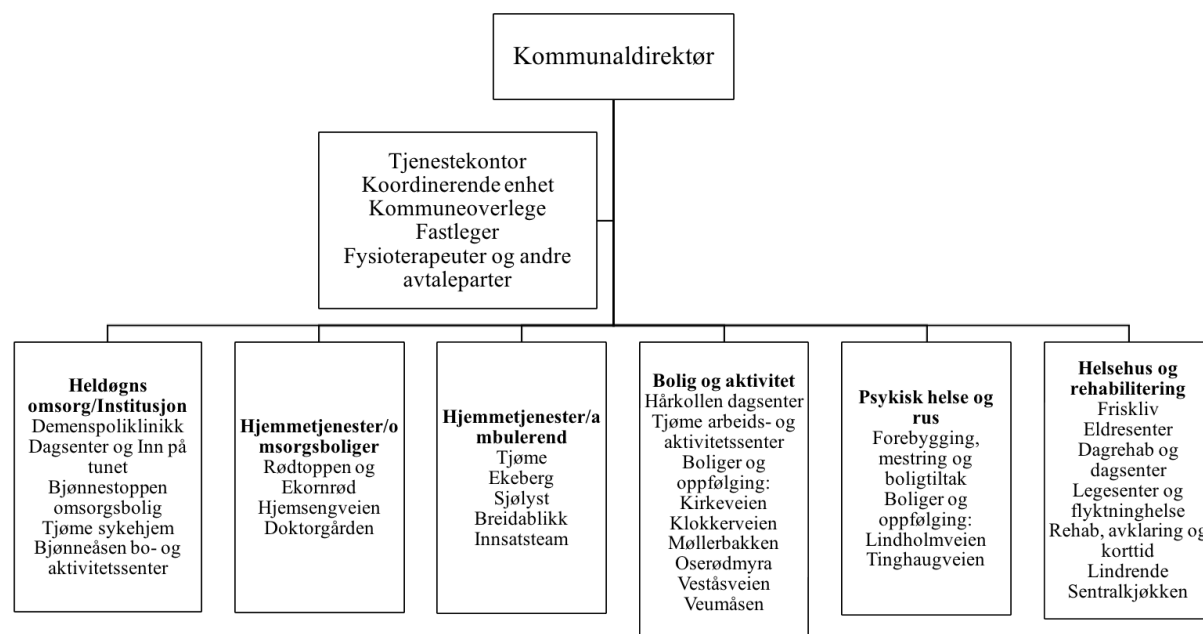 Kommunaldirektør
Tjenestekontor
Koordinerende enhet
Kommuneoverlege
Fastleger
Fysioterapeuter og andre
avtaleparter
Heldøgns
omsorg/Institusjon
Demenspoliklinikk
Dagsenter og Inn på
tunet
Bjønnestoppen
omsorgsbolig
Tjøme sykehjem
Bjønneåsen bo- og
aktivitetssenter
Hjemmetjenester/o
msorgsboliger
Rødtoppen og
Ekornrød
Hjemsengveien
Doktorgården
Hjemmetjenester/a
mbulerend
Tjøme
Ekeberg
Sjølyst
Breidablikk
Innsatsteam
Bolig og aktivitet
Hårkollen dagsenter
Tjøme arbeids- og
aktivitetssenter
Boliger og
oppfølging:
Kirkeveien
Klokkerveien
Møllerbakken
Oserødmyra
Veståsveien
Veumåsen
Psykisk helse og
rus
Forebygging,
mestring og
boligtiltak
Boliger og
oppfølging:
Lindholmveien
Tinghaugveien
Helsehus og
rehabilitering
Friskliv
Eldresenter
Dagrehab og
dagsenter
Legesenter og
flyktninghelse
Rehab, avklaring og
korttid
Lindrende
Sentralkjøkken